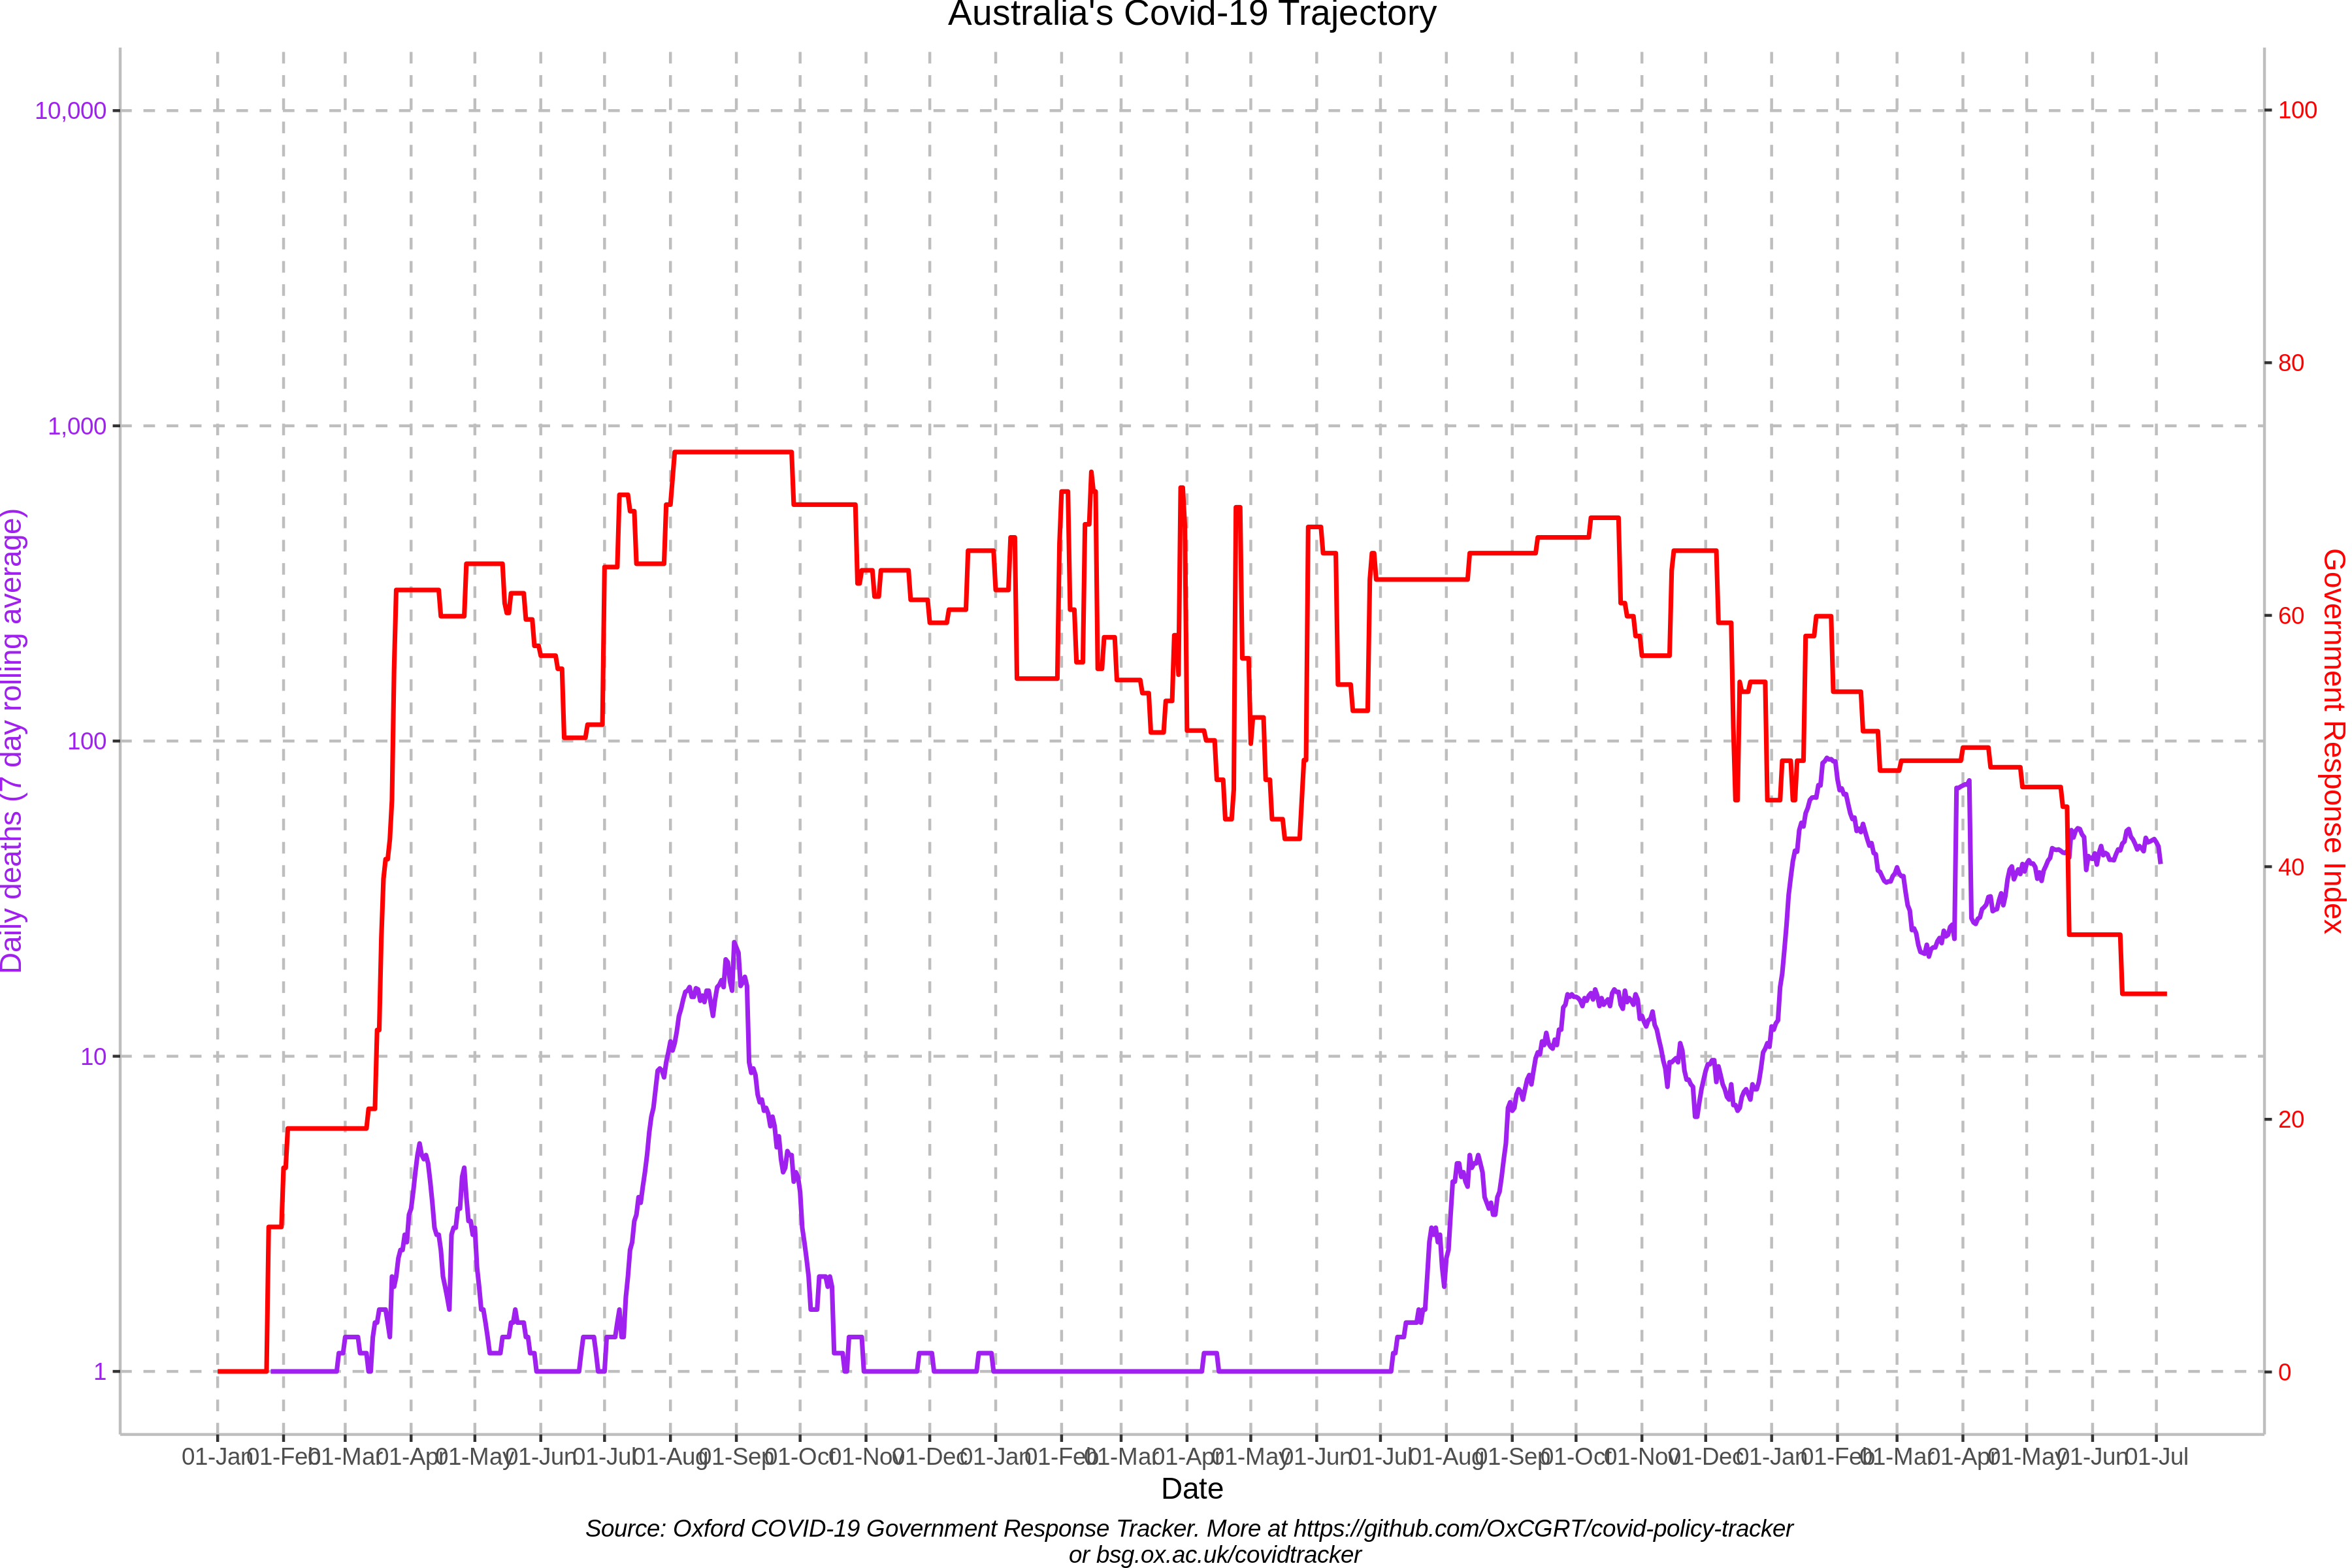 Australia's Covid-19 Trajectory
10,000
1,000
100
10
1
Daily deaths (7 day rolling average)
100
80
60
40
20
0
Government Response Index
01-Jan 01-Feb 01-Mar 01-Apr 01-May 01-Jun 01-Jul 01-Aug 01-Sep 01-Oct 01-Nov 01-Dec 01-Jan 01-Feb 01-Mar 01-Apr 01-May 01-Jun 01-Jul 01-Aug 01-Sep 01-Oct 01-Nov 01-Dec 01-Jan 01-Feb 01-Mar 01-Apr 01-May 01-Jun 01-Jul
Date
Source: Oxford COVID-19 Government Response Tracker. More at https://github.com/OxCGRT/covid-policy-tracker
or bsg.ox.ac.uk/covidtracker